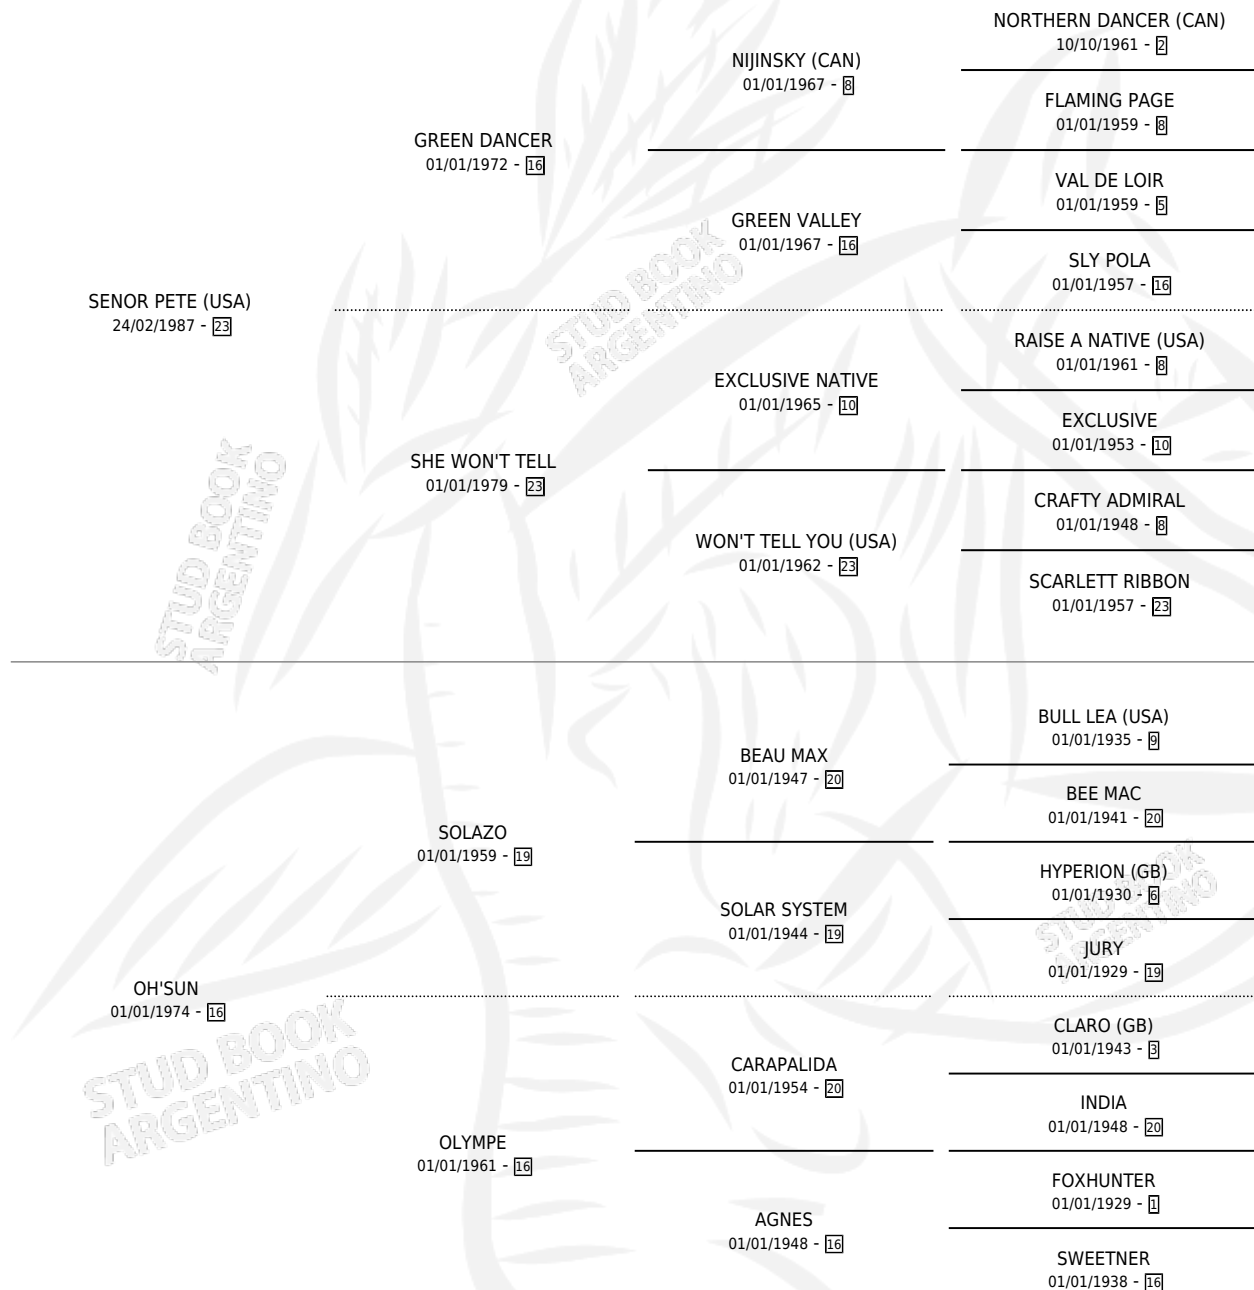 NORTHERN DANCER (CAN)
10/10/1961 - 2
NIJINSKY (CAN)
01/01/1967 - 8
FLAMING PAGE
01/01/1959 - 8
GREEN DANCER
01/01/1972 - 16
VAL DE LOIR
01/01/1959 - 5
GREEN VALLEY
01/01/1967 - 16
SLY POLA
01/01/1957 - 16
SENOR PETE (USA)
24/02/1987 - 23
RAISE A NATIVE (USA)
01/01/1961 - 8
EXCLUSIVE NATIVE
01/01/1965 - 10
EXCLUSIVE
01/01/1953 - 10
SHE WON'T TELL
01/01/1979 - 23
CRAFTY ADMIRAL
01/01/1948 - 8
WON'T TELL YOU (USA)
01/01/1962 - 23
SCARLETT RIBBON
01/01/1957 - 23
BULL LEA (USA)
01/01/1935 - 9
BEAU MAX
01/01/1947 - 20
BEE MAC
01/01/1941 - 20
SOLAZO
01/01/1959 - 19
HYPERION (GB)
01/01/1930 - 6
SOLAR SYSTEM
01/01/1944 - 19
JURY
01/01/1929 - 19
OH'SUN
01/01/1974 - 16
CLARO (GB)
01/01/1943 - 3
CARAPALIDA
01/01/1954 - 20
INDIA
01/01/1948 - 20
OLYMPE
01/01/1961 - 16
FOXHUNTER
01/01/1929 - 1
AGNES
01/01/1948 - 16
SWEETNER
01/01/1938 - 16
STUD BOOK
ARGENTINO
STUD BOOK
ARGENTINO
STUD BOOK
ARGENTINO
STUD BOOK
ARGENTINO